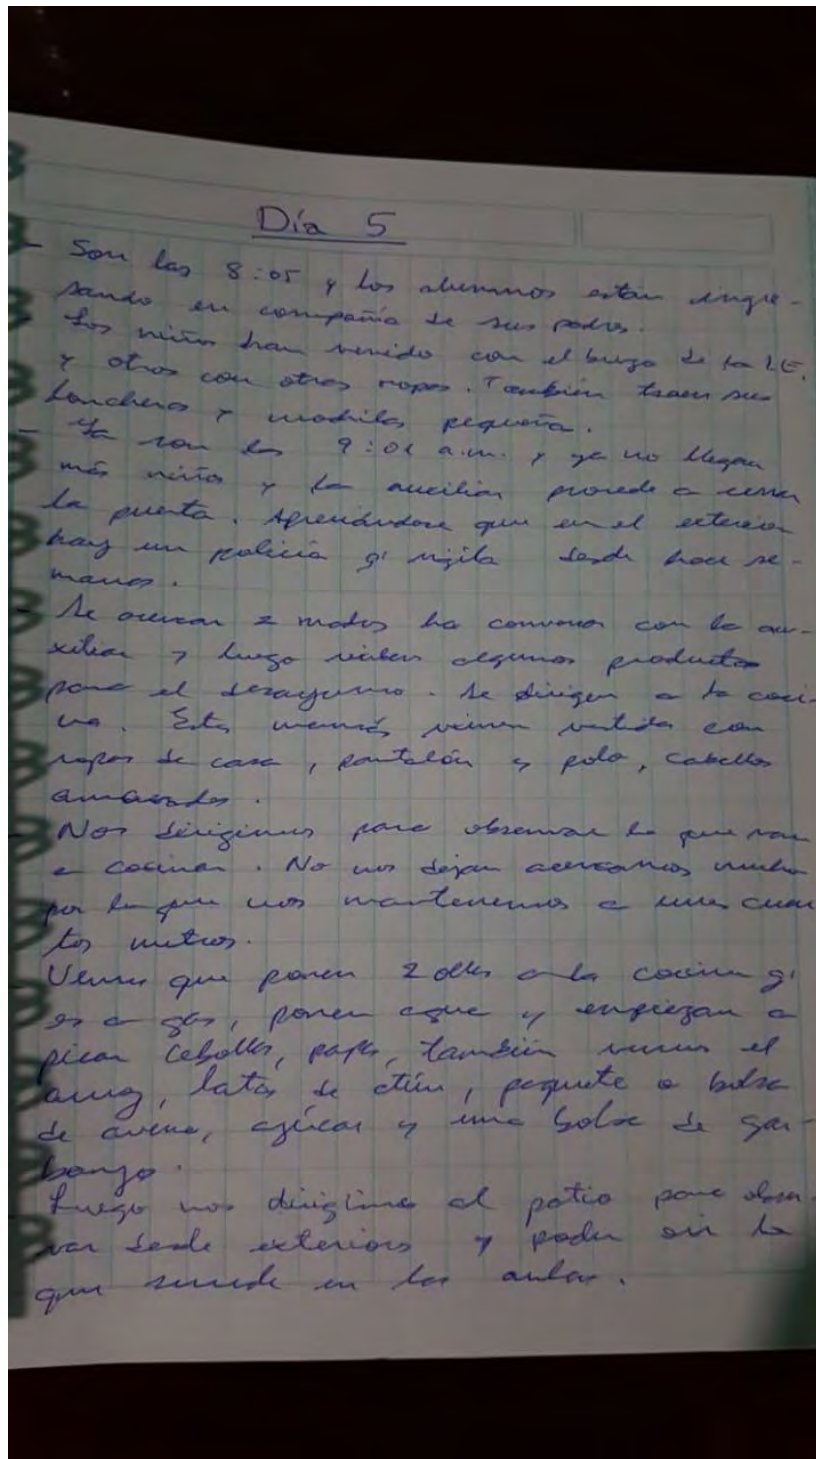 Día 5
- Son las 8:05 y los alumnos están ingre-
sando en compañía de sus padres.
Los niños han venido con el buzo de la I.E.
y otros con otras ropas. También traen sus
loncheras y mochilas pequeña.
- Ya son las 9:01 a.m. y ya no llegan
más niños y la auxiliar procede a cerrar
la puerta. Apreciándose que en el exterior
hay un policía q' vigila desde hace se-
manas.
- Se acercan 2 madres ha conversar con la au-
xiliar y luego reciben algunos productos
para el desayuno. Se dirigen a la coci-
na. Estas mamás vienen vestidas con
ropas de casa, pantalón y polo, cabellos
amarrados.
- Nos dirigimos para observar lo que van
a cocinar. No nos dejan acercarnos mucho
por lo que nos mantenemos a unos cuan
tos metros.
- Vemos que ponen 2 ollas a la cocina q'
es a gas, ponen agua y empiezan a
picar cebollas, papas, también vemos el
arroz, latas de atún, paquete o bolsa
de avena, azúcar y una bolsa de gar-
banzo.
Luego nos dirigimos al patio para obser
var desde exteriores y poder oir lo
que sucede en las aulas.